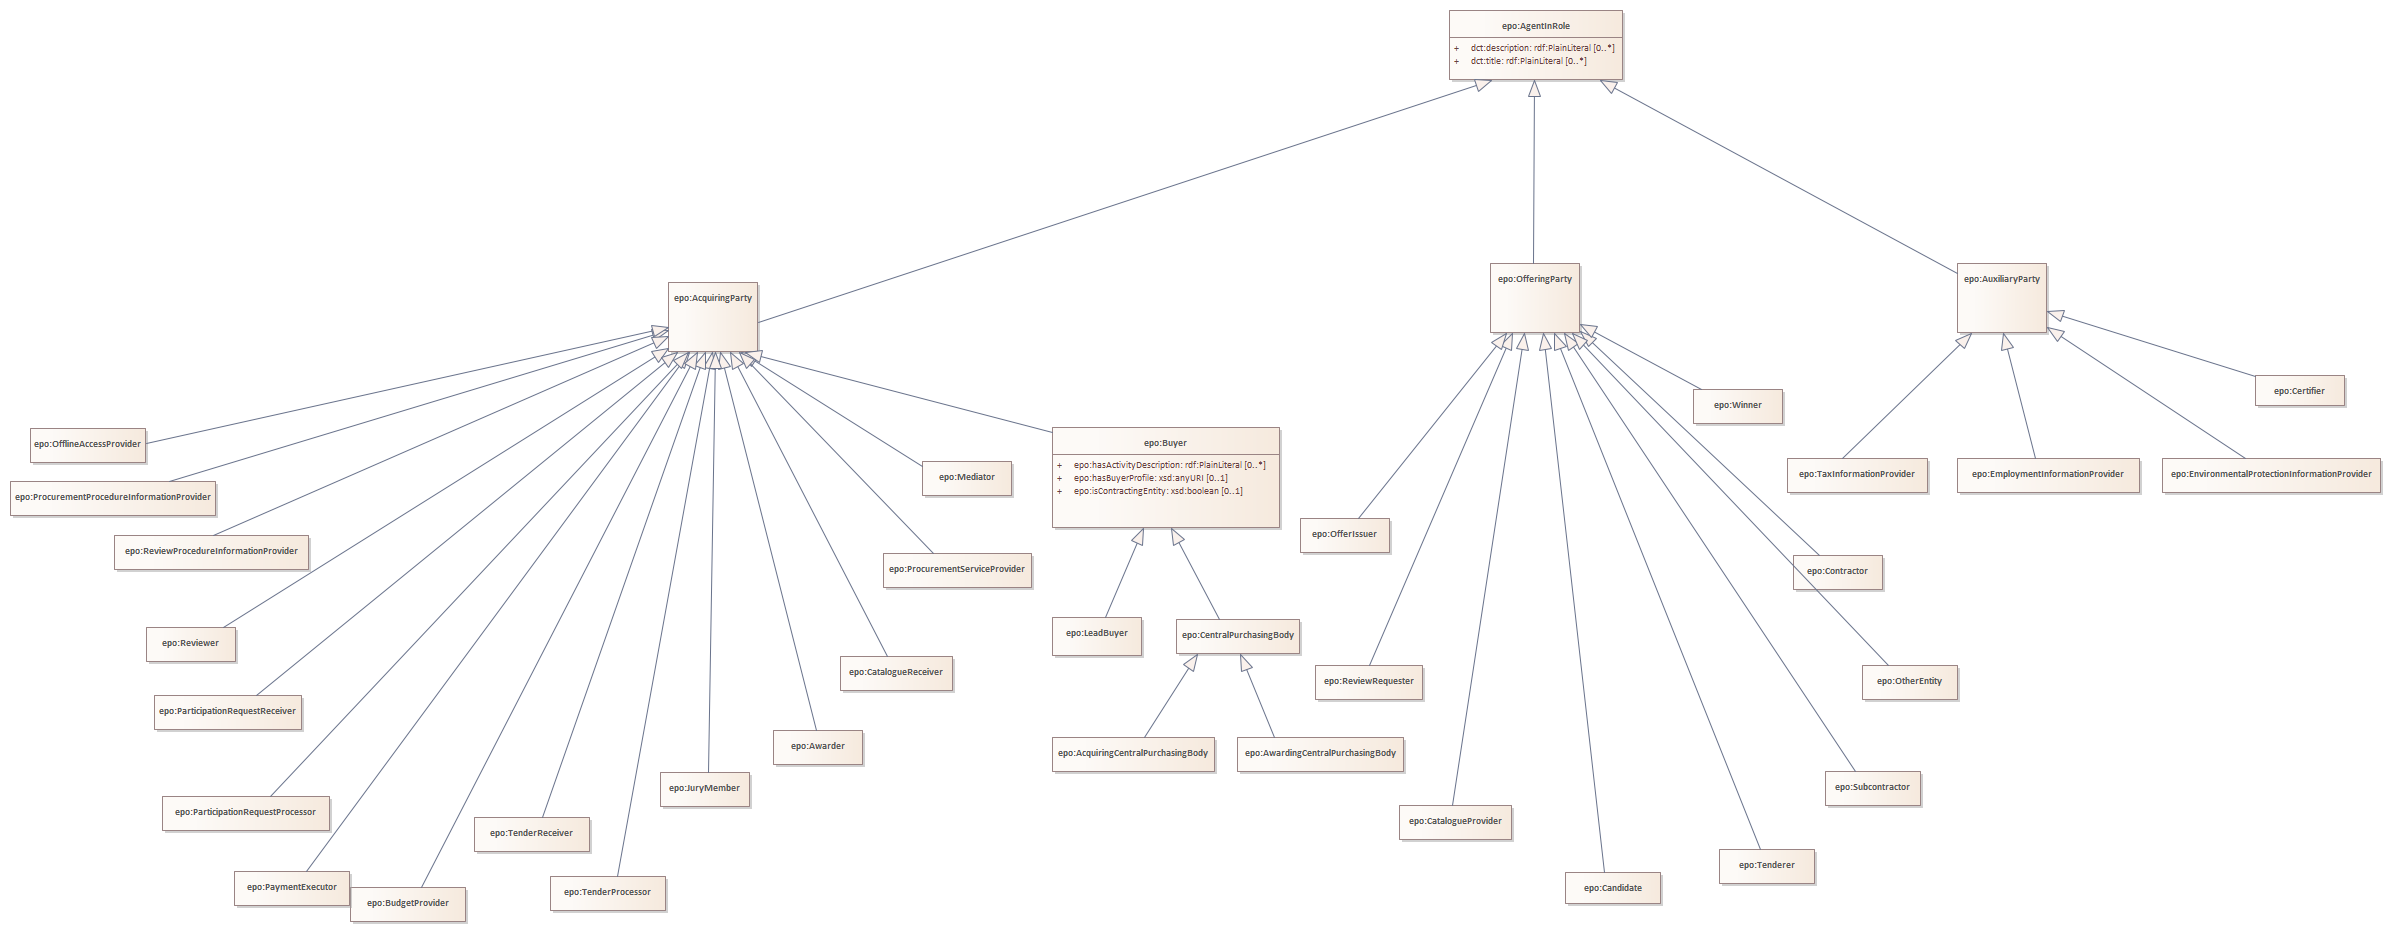 epo:AgentInRole
+ dct:description: rdf:PlainLiteral [0..*]
+ dct:title: rdf:PlainLiteral [0..*]
epo:AcquiringParty
epo:OfferingParty
epo:AuxiliaryParty
epo:OfflineAccessProvider
epo:ProcurementProcedureInformationProvider
epo:ReviewProcedureInformationProvider
epo:Reviewer
epo:ParticipationRequestReceiver
epo:ParticipationRequestProcessor
epo:PaymentExecutor
epo:BudgetProvider
epo:TenderReceiver
epo:TenderProcessor
epo:JuryMember
epo:Awarder
epo:CatalogueReceiver
epo:ProcurementServiceProvider
epo:Mediator
epo:Buyer
+ epo:hasActivityDescription: rdf:PlainLiteral [0..*]
+ epo:hasBuyerProfile: xsd:anyURI [0..1]
+ epo:isContractingEntity: xsd:boolean [0..1]
epo:LeadBuyer
epo:CentralPurchasingBody
epo:AcquiringCentralPurchasingBody
epo:AwardingCentralPurchasingBody
epo:OfferIssuer
epo:ReviewRequester
epo:CatalogueProvider
epo:Candidate
epo:Tenderer
epo:Subcontractor
epo:OtherEntity
epo:Contractor
epo:Winner
epo:TaxInformationProvider
epo:EmploymentInformationProvider
epo:EnvironmentalProtectionInformationProvider
epo:Certifier